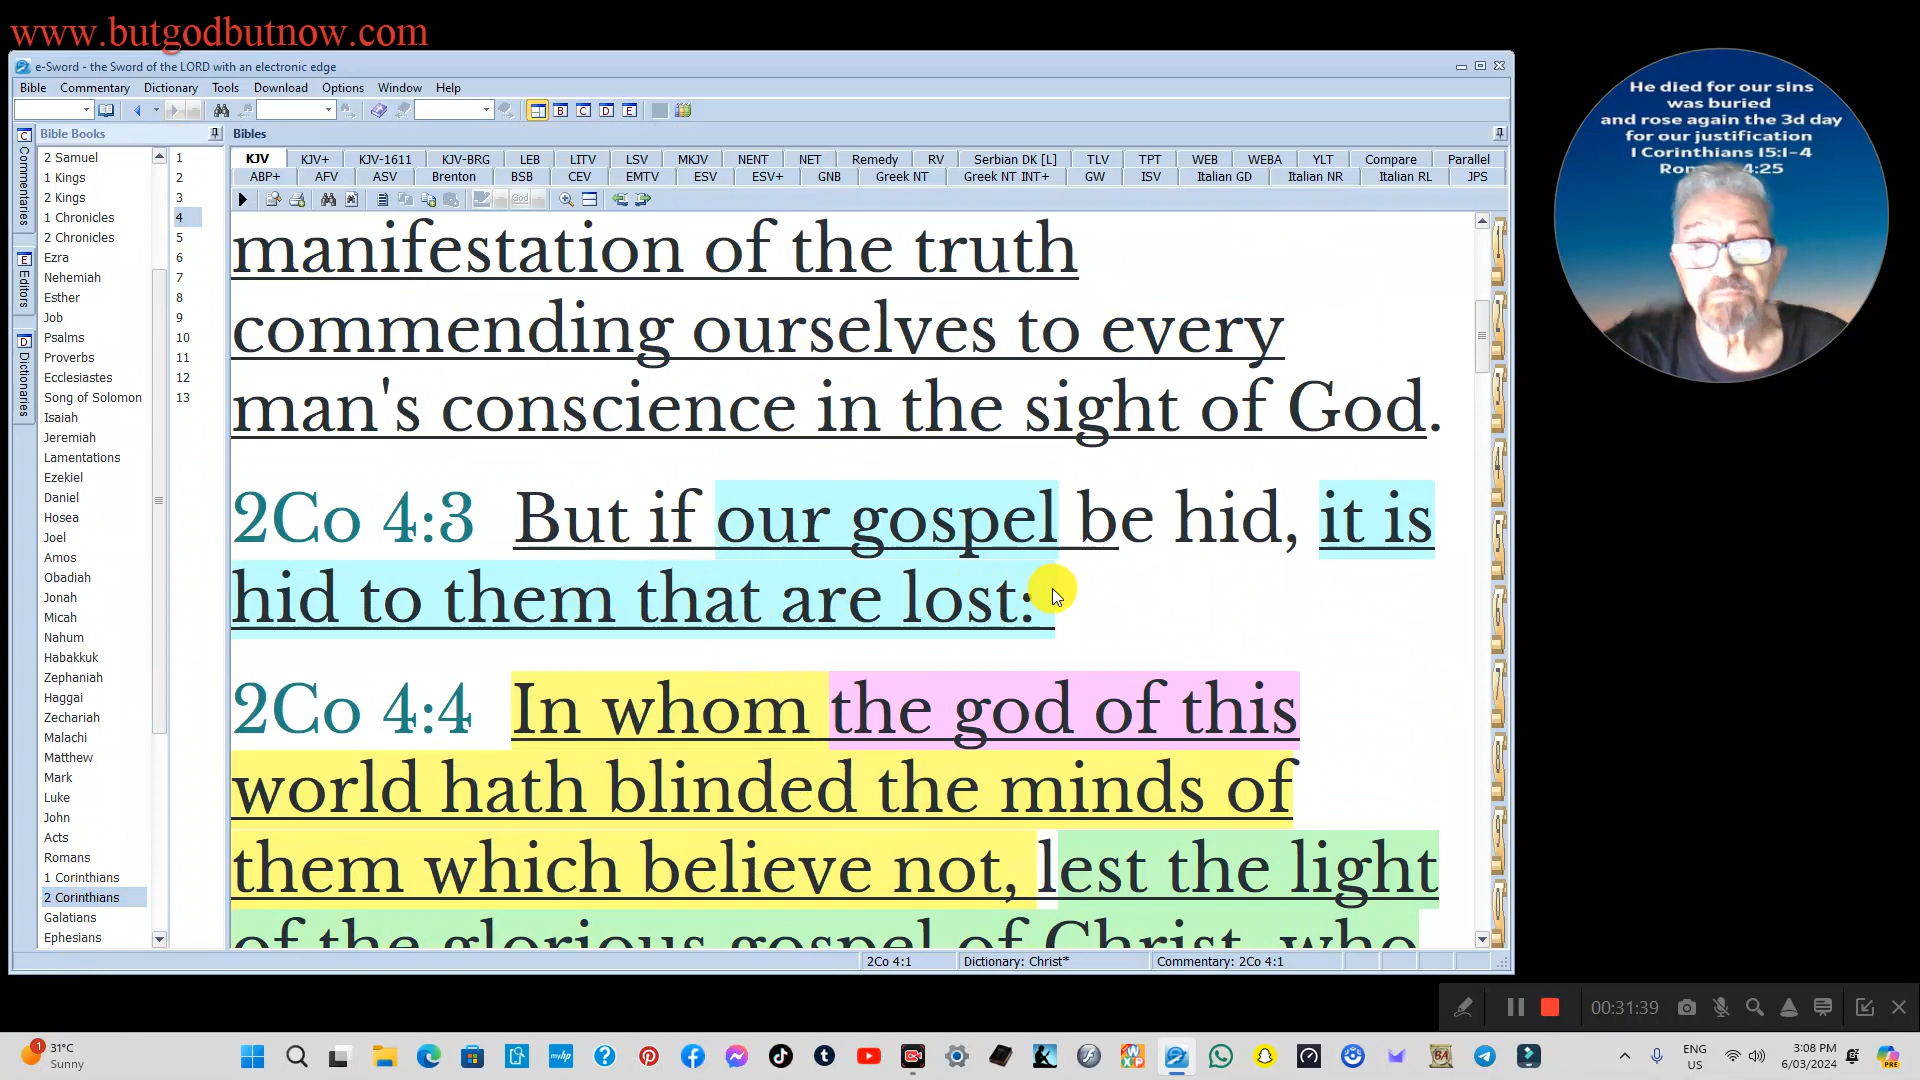 www.butgodbutnow.com
e-Sword - the Sword of the LORD with an electronic edge
Bible Commentary Dictionary Tools Download Options Window Help
B C D E
Bible Books
Bibles
C Commentaries
E Editors
D Dictionaries
2 Samuel
1 Kings
2 Kings
1 Chronicles
2 Chronicles
Ezra
Nehemiah
Esther
Job
Psalms
Proverbs
Ecclesiastes
Song of Solomon
Isaiah
Jeremiah
Lamentations
Ezekiel
Daniel
Hosea
Joel
Amos
Obadiah
Jonah
Micah
Nahum
Habakkuk
Zephaniah
Haggai
Zechariah
Malachi
Matthew
Mark
Luke
John
Acts
Romans
1 Corinthians
2 Corinthians
Galatians
Ephesians
1
2
3
4
5
6
7
8
9
10
11
12
13
KJV KJV+ KJV-1611 KJV-BRG LEB LITV LSV MKJV NENT NET Remedy RV Serbian DK [L] TLV TPT WEB WEBA YLT Compare Parallel
ABP+ AFV ASV Brenton BSB CEV EMTV ESV ESV+ GNB Greek NT Greek NT INT+ GW ISV Italian GD Italian NR Italian RL JPS
manifestation of the truth
commending ourselves to every
man's conscience in the sight of God.
2Co 4:3 But if our gospel be hid, it is
hid to them that are lost:
2Co 4:4 In whom the god of this
world hath blinded the minds of
them which believe not, lest the light
of the glorious gospel of Christ, who
2Co 4:1 Dictionary: Christ* Commentary: 2Co 4:1
He died for our sins
was buried
and rose again the 3d day
for our justification
1 Corinthians 15:1-4
4:25
00:31:39
1
31°C
Sunny
ENG
US
3:08 PM
6/03/2024